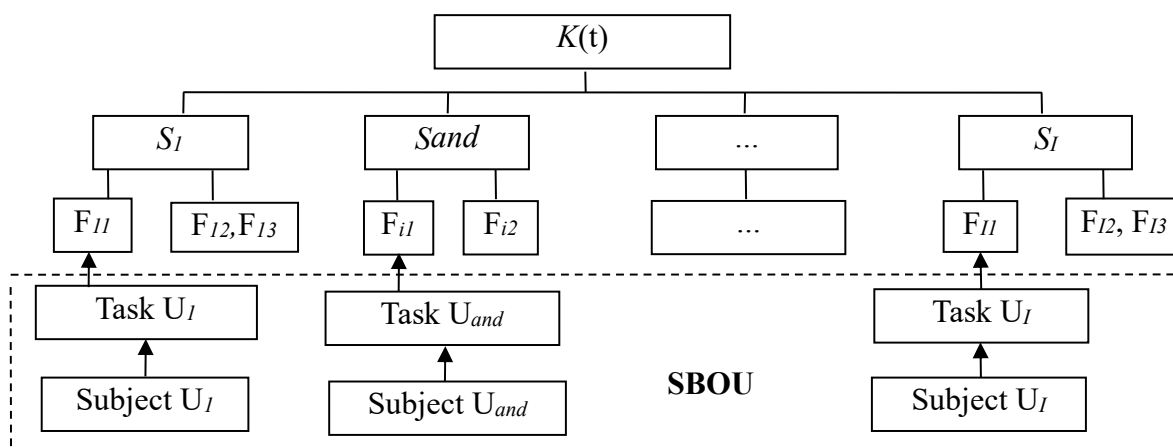 K(t)
S1 Sand ... SI
F11 F12,F13 Fi1 Fi2 ... FI1 FI2, FI3
Task U1 Task Uand Task UI
Subject U1 Subject Uand SBOU Subject UI